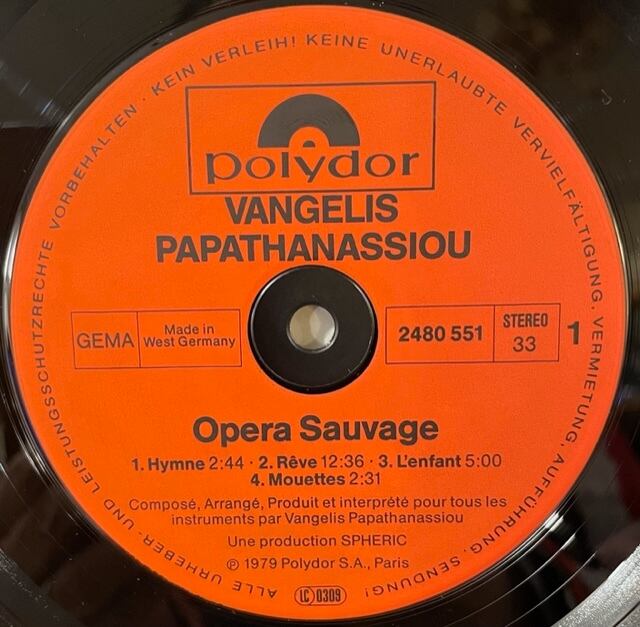 ALLE URHEBER- UND LEISTUNGSSCHUTZRECHTE VORBEHALTEN · KEIN VERLEIH! KEINE UNERLAUBTE VERVIELFÄLTIGUNG, VERMIETUNG, AUFFÜHRUNG, SENDUNG!
polydor
VANGELIS
PAPATHANASSIOU
GEMA
Made in
West Germany
2480 551
STEREO
33
1
Opera Sauvage
1. Hymne 2:44 · 2. Rêve 12:36 · 3. L'enfant 5:00
4. Mouettes 2:31
Composé, Arrangé, Produit et interprété pour tous les
instruments par Vangelis Papathanassiou
Une production SPHERIC
℗ 1979 Polydor S.A., Paris
LC 0309